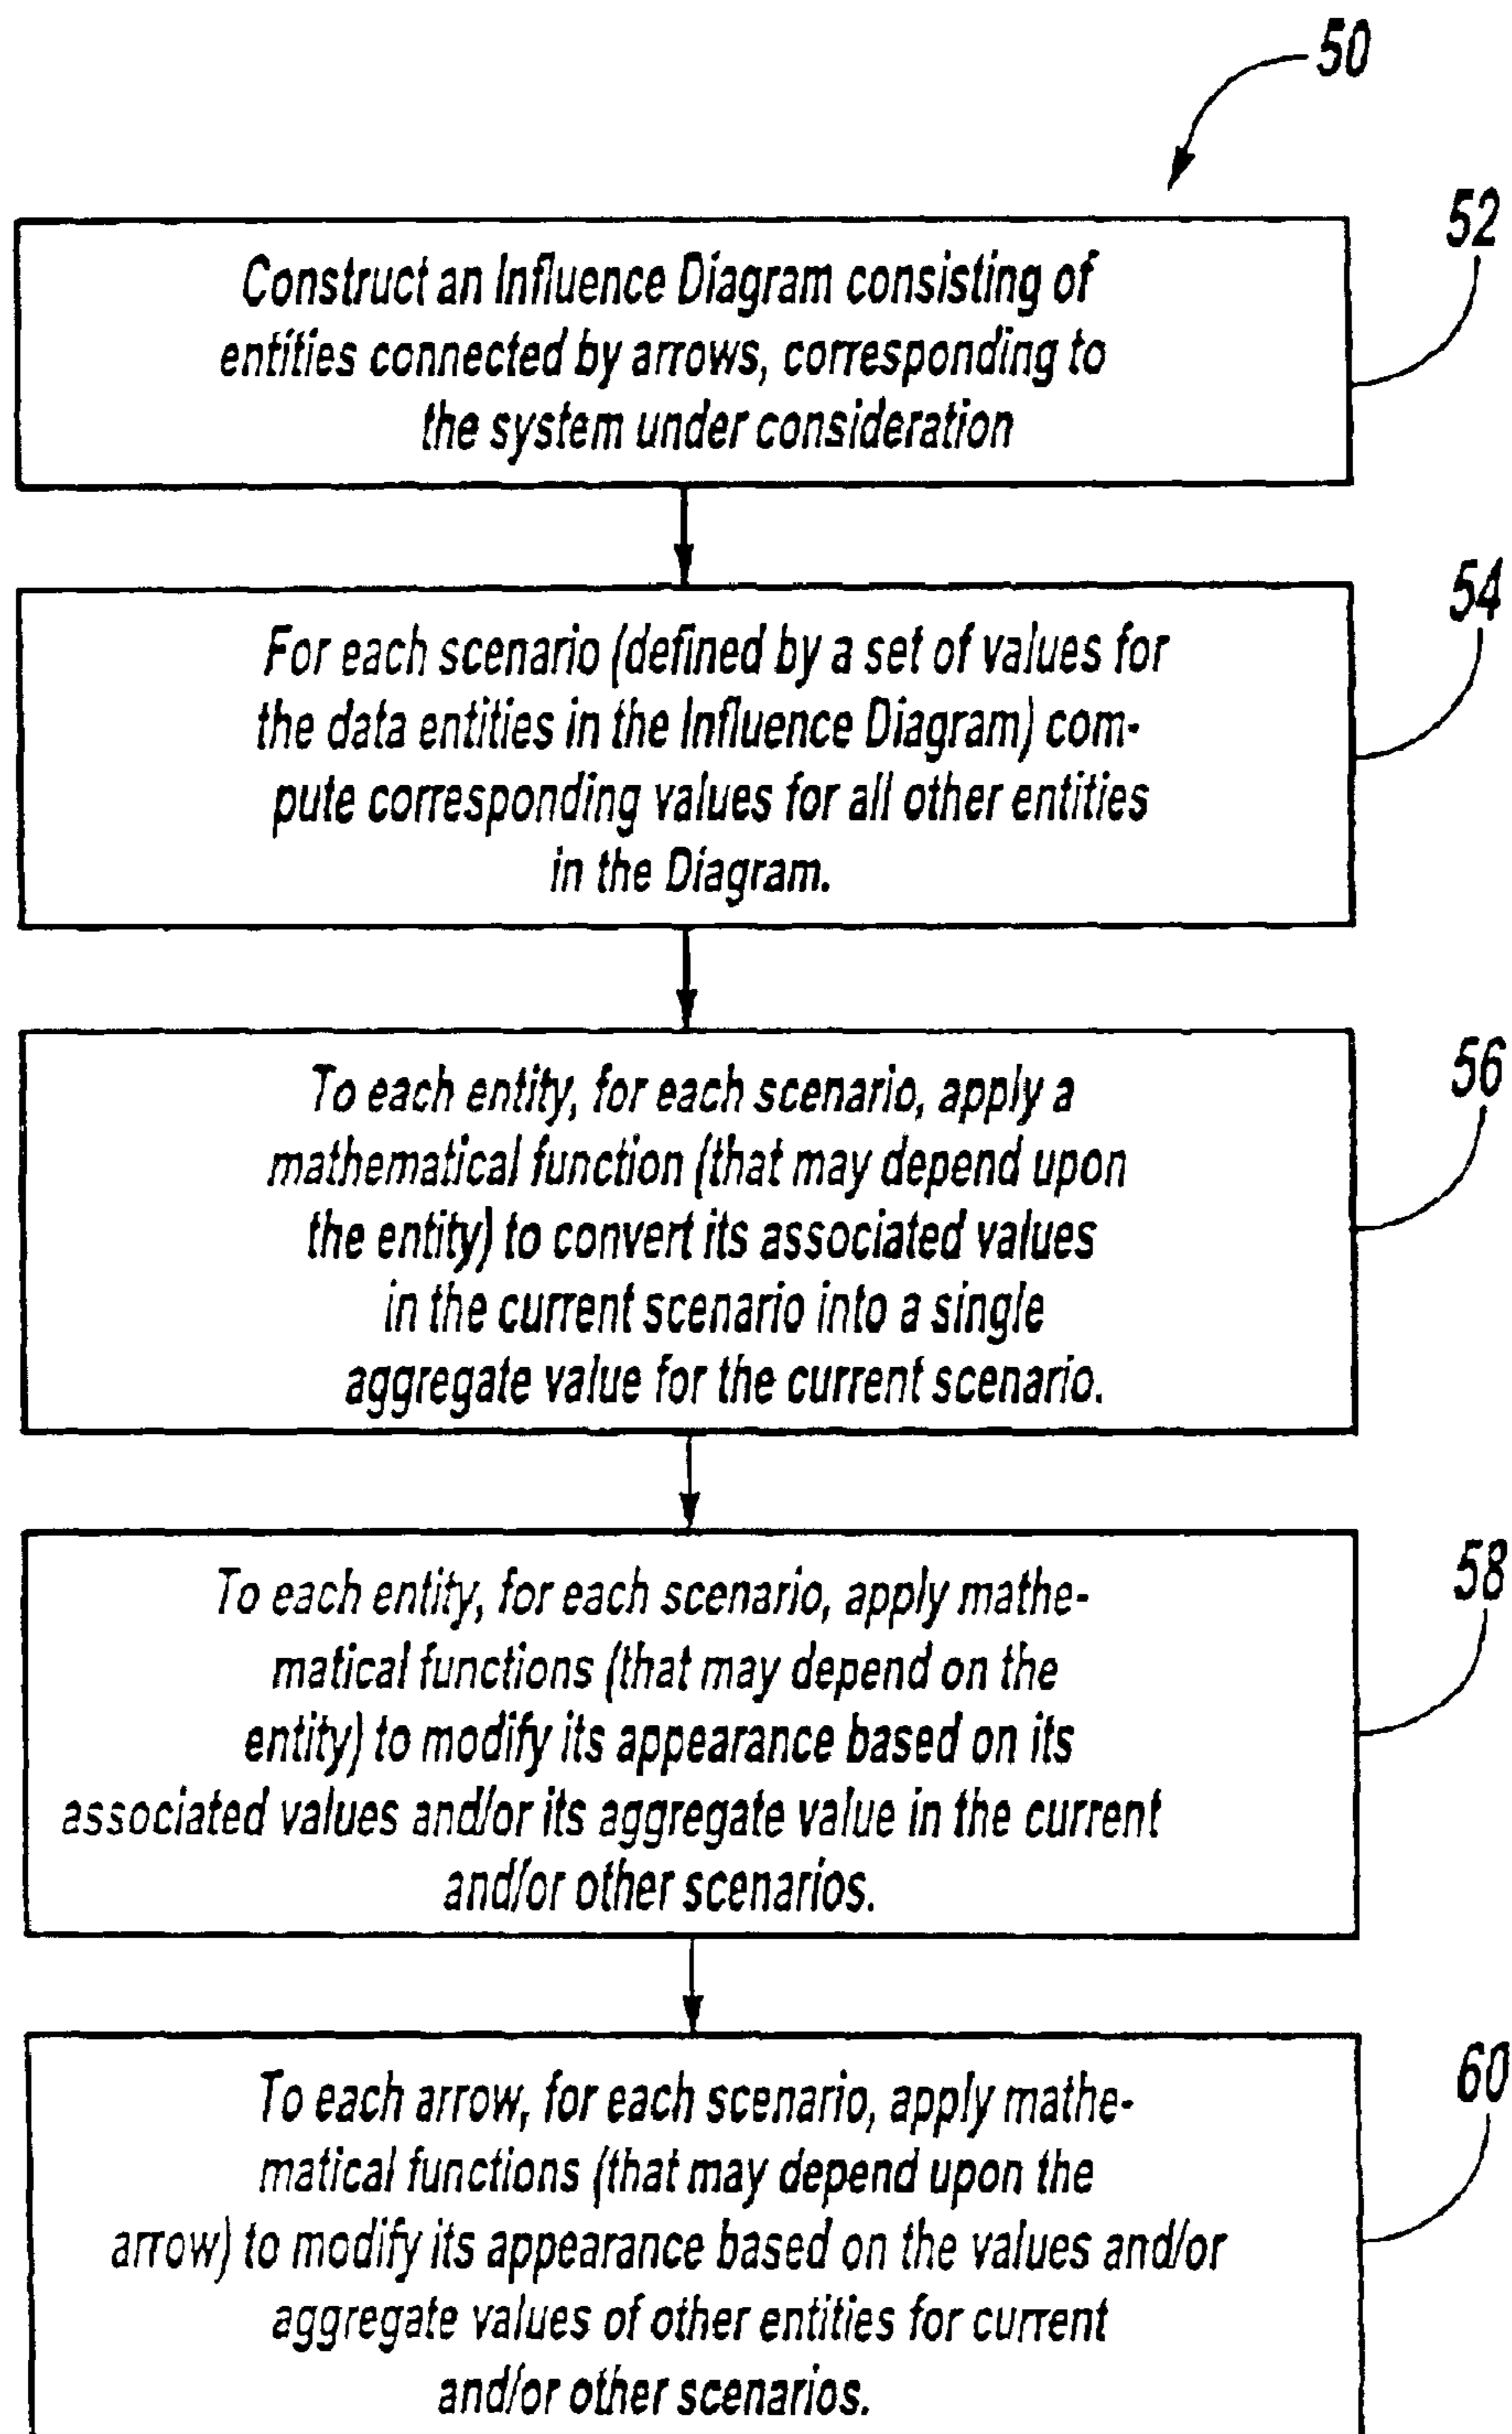 50
52
Construct an Influence Diagram consisting of
entities connected by arrows, corresponding to
the system under consideration
54
For each scenario (defined by a set of values for
the data entities in the Influence Diagram) com-
pute corresponding values for all other entities
in the Diagram.
56
To each entity, for each scenario, apply a
mathematical function (that may depend upon
the entity) to convert its associated values
in the current scenario into a single
aggregate value for the current scenario.
58
To each entity, for each scenario, apply mathe-
matical functions (that may depend on the
entity) to modify its appearance based on its
associated values and/or its aggregate value in the current
and/or other scenarios.
60
To each arrow, for each scenario, apply mathe-
matical functions (that may depend upon the
arrow) to modify its appearance based on the values and/or
aggregate values of other entities for current
and/or other scenarios.